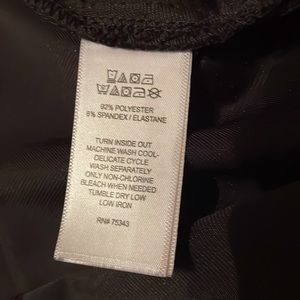 92% POLYESTER
8% SPANDEX / ELASTANE
TURN INSIDE OUT
MACHINE WASH COOL-
DELICATE CYCLE
WASH SEPARATELY
ONLY NON-CHLORINE
BLEACH WHEN NEEDED
TUMBLE DRY LOW
LOW IRON
RN# 75343